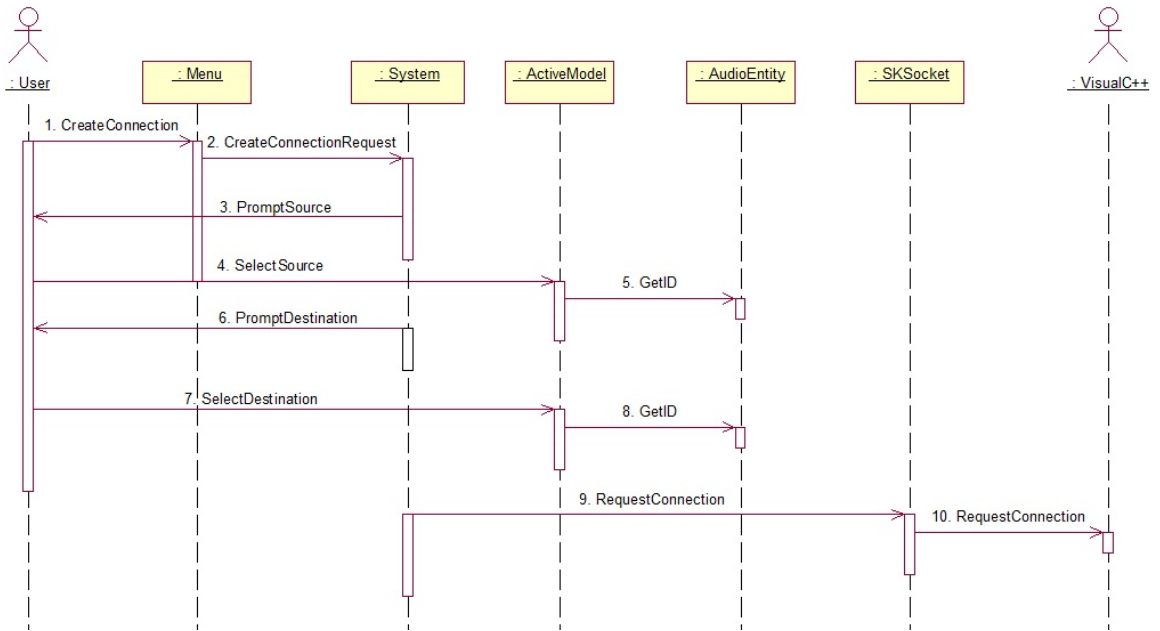 : User
: Menu
: System
: ActiveModel
: AudioEntity
: SKSocket
: VisualC++
1. CreateConnection
2. CreateConnectionRequest
3. PromptSource
4. SelectSource
5. GetID
6. PromptDestination
7. SelectDestination
8. GetID
9. RequestConnection
10. RequestConnection